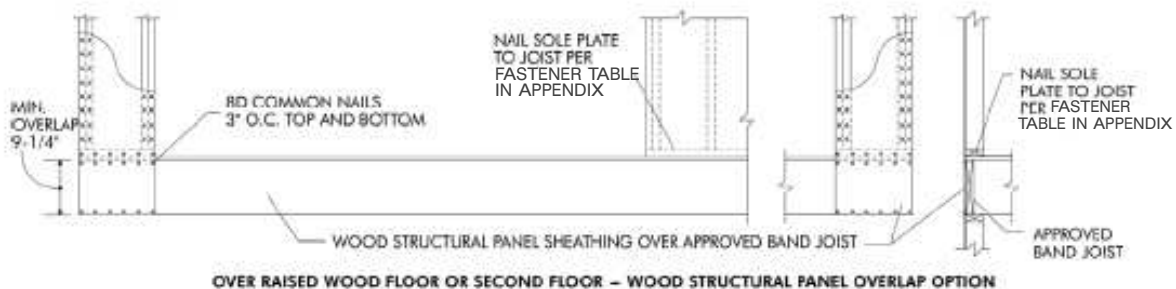 NAIL SOLE PLATE
TO JOIST PER
FASTENER TABLE
IN APPENDIX
8D COMMON NAILS
3" O.C. TOP AND BOTTOM
MIN.
OVERLAP
9-1/4"
NAIL SOLE
PLATE TO JOIST
PER FASTENER
TABLE IN APPENDIX
WOOD STRUCTURAL PANEL SHEATHING OVER APPROVED BAND JOIST
APPROVED
BAND JOIST
OVER RAISED WOOD FLOOR OR SECOND FLOOR – WOOD STRUCTURAL PANEL OVERLAP OPTION